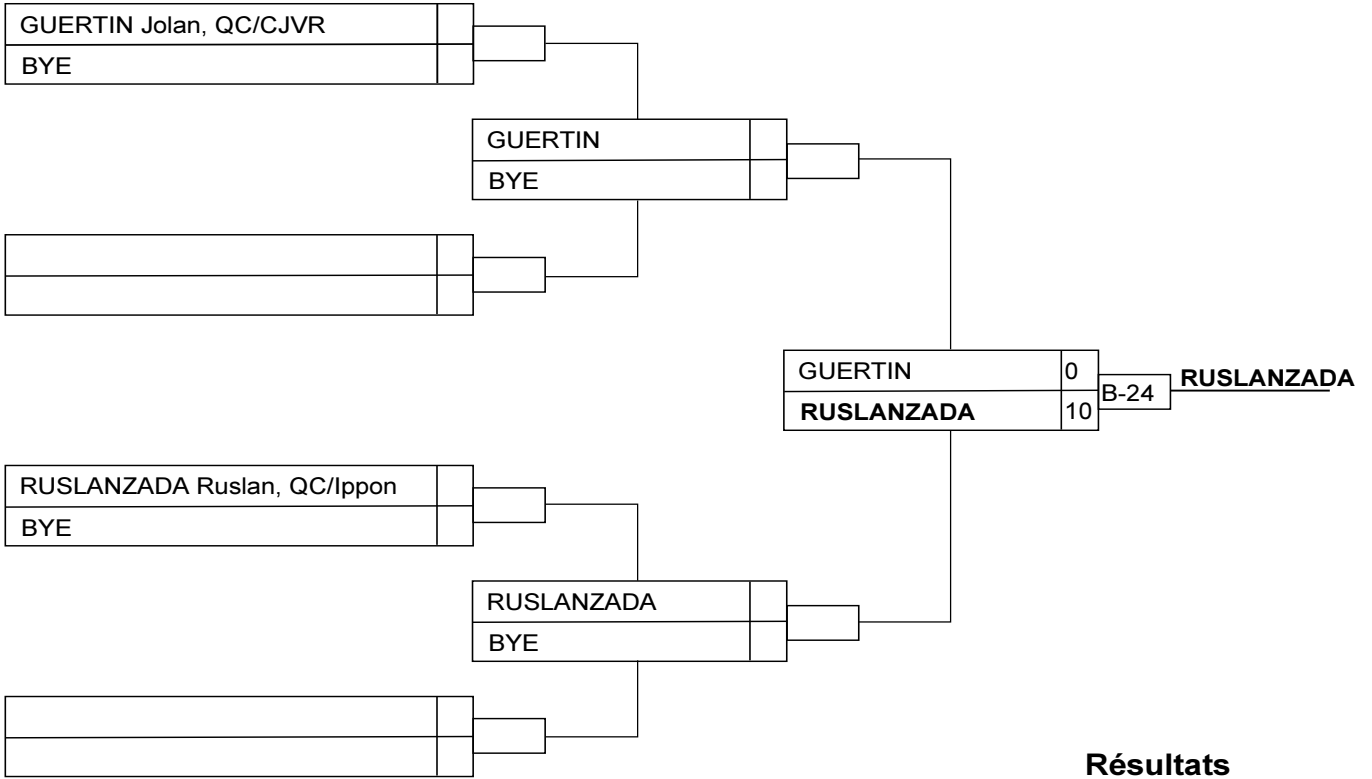 GUERTIN Jolan, QC/CJVR
BYE
GUERTIN
BYE
GUERTIN 0
RUSLANZADA 10
B-24
RUSLANZADA
RUSLANZADA Ruslan, QC/Ippon
BYE
RUSLANZADA
BYE
Résultats